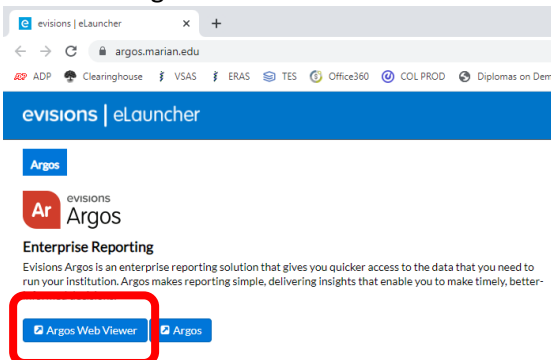 evisions | eLauncher
argos.marian.edu
ADP Clearinghouse VSAS ERAS TES Office360 COL PROD Diplomas on Dem
evisions | eLauncher
Argos
Ar evisions
Argos
Enterprise Reporting
Evisions Argos is an enterprise reporting solution that gives you quicker access to the data that you need to
run your institution. Argos makes reporting simple, delivering insights that enable you to make timely, better-
Argos Web Viewer Argos